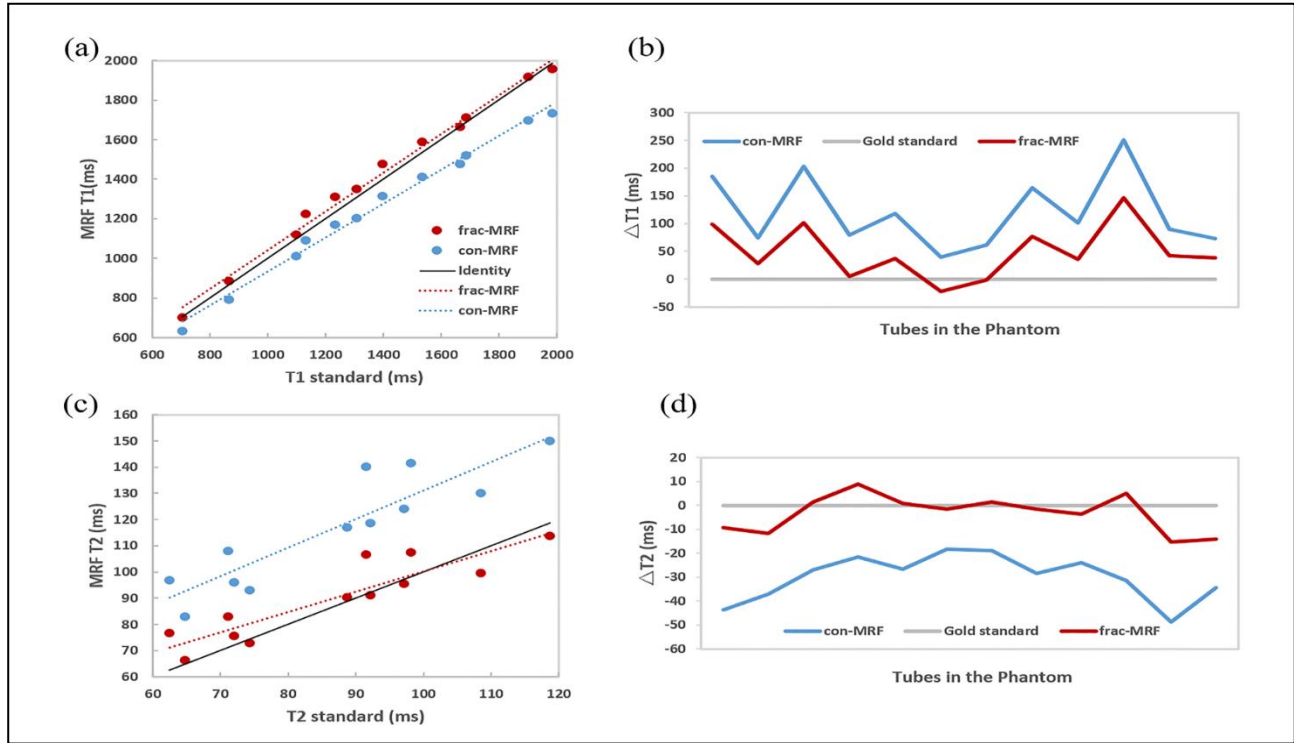 (a)
2000
1800
1600
1400
1200
1000
800
600
MRF T1(ms)
frac-MRF
con-MRF
Identity
frac-MRF
con-MRF
600 800 1000 1200 1400 1600 1800 2000
T1 standard (ms)
(b)
300
250
200
150
100
50
0
-50
△T1 (ms)
con-MRF Gold standard frac-MRF
Tubes in the Phantom
(c)
160
150
140
130
120
110
100
90
80
70
60
MRF T2 (ms)
60 70 80 90 100 110 120
T2 standard (ms)
(d)
20
10
0
-10
-20
-30
-40
-50
-60
△T2 (ms)
con-MRF Gold standard frac-MRF
Tubes in the Phantom